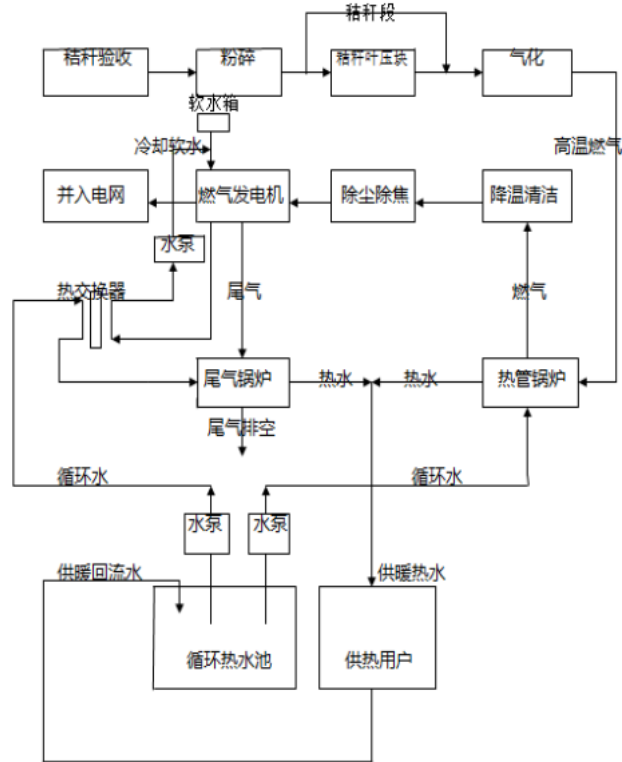 秸秆段
秸秆验收
粉碎
秸秆叶压块
气化
软水箱
冷却软水
高温燃气
并入电网
燃气发电机
除尘除焦
降温清洁
水泵
热交换器
尾气
燃气
尾气锅炉
热水
热水
热管锅炉
尾气排空
循环水
循环水
水泵
水泵
供暖回流水
供暖热水
循环热水池
供热用户